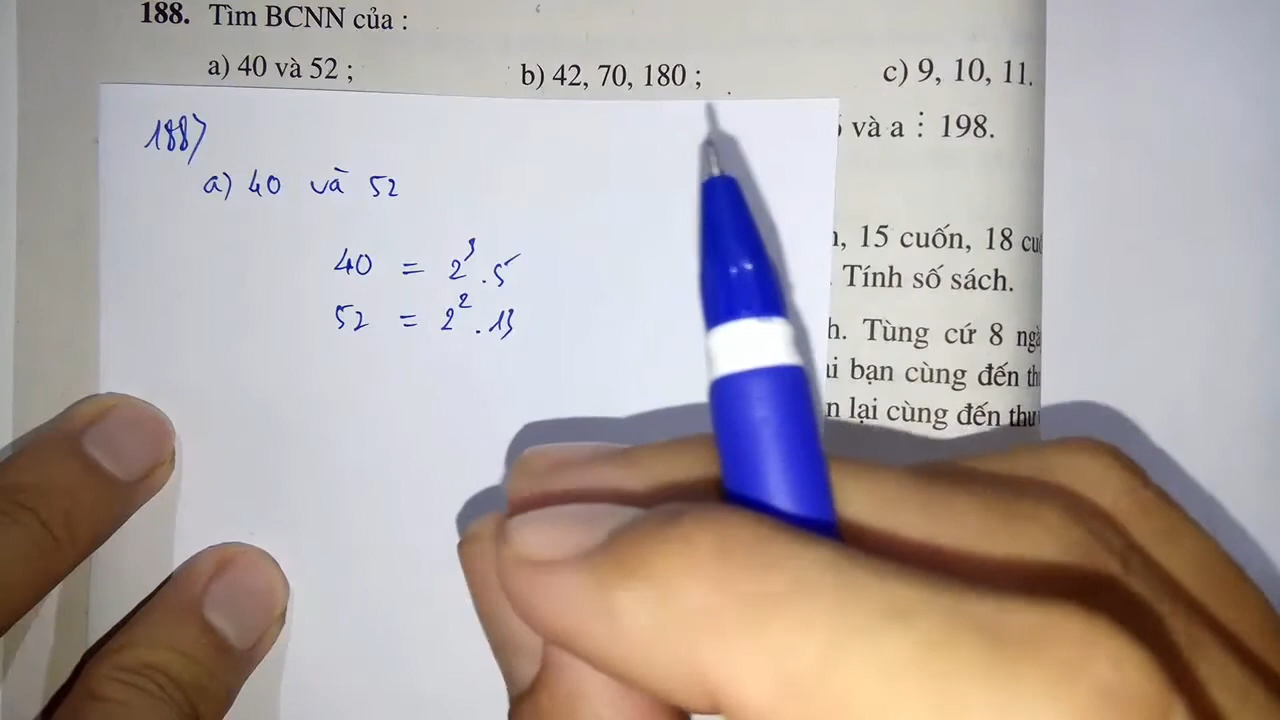 188. Tìm BCNN của :
a) 40 và 52 ; b) 42, 70, 180 ; c) 9, 10, 11.
và a ⋮ 198.
188)
a) 40 và 52
40 = 2³ . 5
52 = 2² . 13
15 cuốn, 18
Tính số sách.
h. Tùng cứ 8
bạn cùng đến
lại cùng đến thư